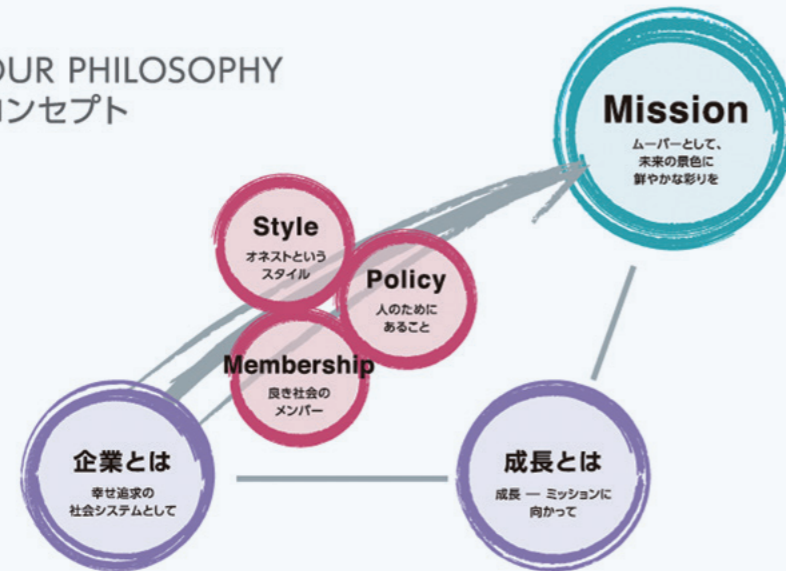 OUR PHILOSOPHY
コンセプト
Mission
ムーバーとして、
未来の景色に
鮮やかな彩りを
Style
オネストという
スタイル
Policy
人のために
あること
Membership
良き社会の
メンバー
企業とは
幸せ追求の
社会システムとして
成長とは
成長 — ミッションに
向かって